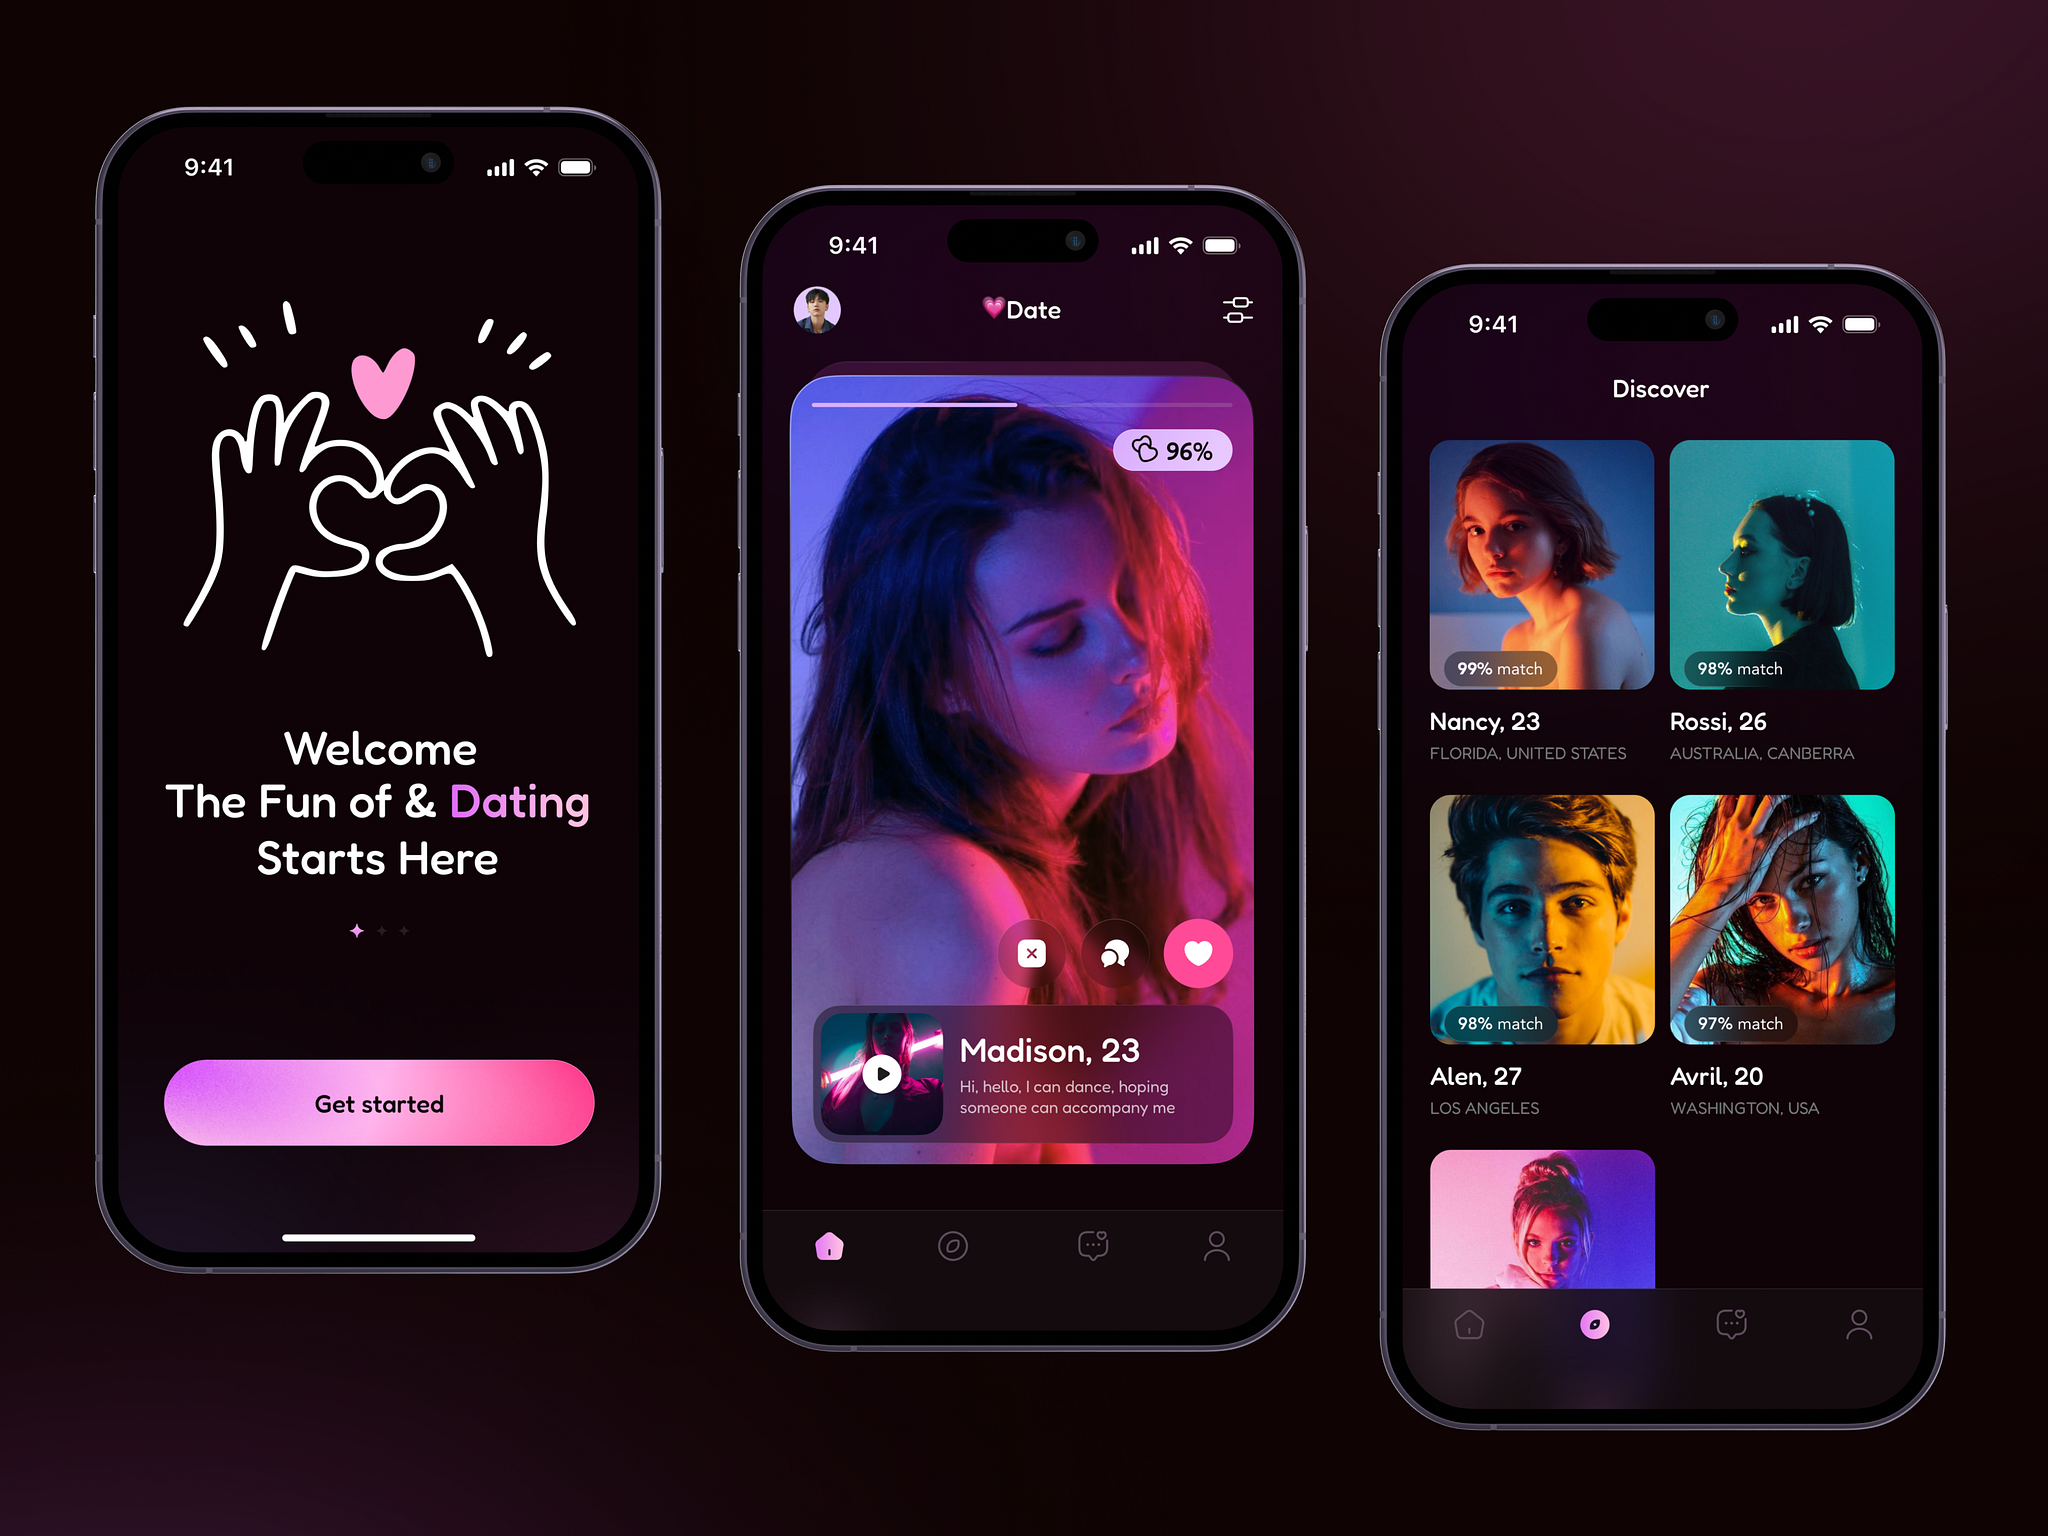 9:41
Welcome
The Fun of & Dating
Starts Here
Get started
9:41
Date
96%
Madison, 23
Hi, hello, I can dance, hoping
someone can accompany me
9:41
Discover
99% match
98% match
Nancy, 23
Rossi, 26
FLORIDA, UNITED STATES
AUSTRALIA, CANBERRA
98% match
97% match
Alen, 27
Avril, 20
LOS ANGELES
WASHINGTON, USA